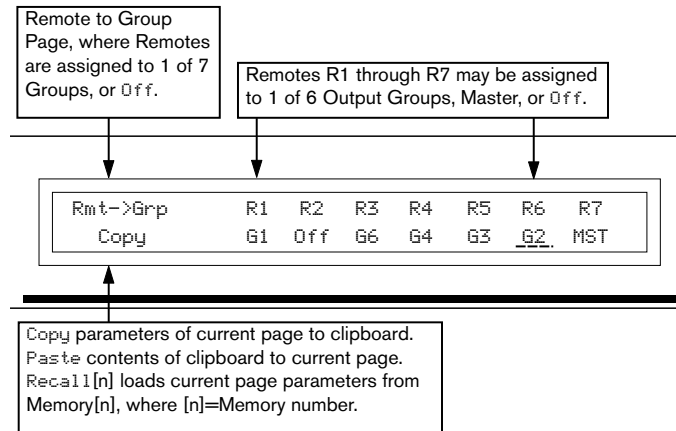 Remote to Group
Page, where Remotes
are assigned to 1 of 7
Groups, or Off.
Remotes R1 through R7 may be assigned
to 1 of 6 Output Groups, Master, or Off.
Rmt->Grp R1 R2 R3 R4 R5 R6 R7
Copy G1 Off G6 G4 G3 G2 MST
Copy parameters of current page to clipboard.
Paste contents of clipboard to current page.
Recall[n] loads current page parameters from
Memory[n], where [n]=Memory number.